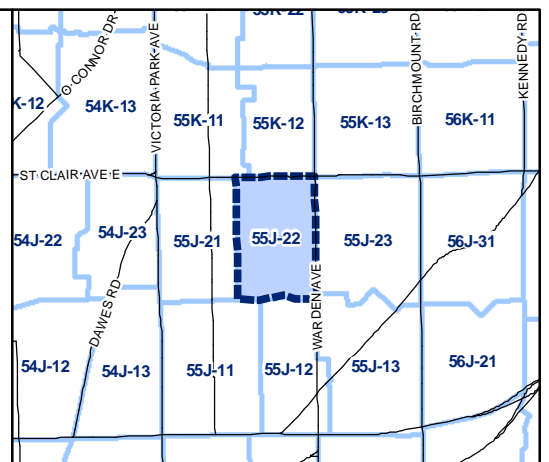 55K-22
O CONNOR DR
VICTORIA PARK AVE
BIRCHMOUNT RD
KENNEDY RD
K-12
54K-13
55K-11
55K-12
55K-13
56K-11
ST CLAIR AVE E
54J-22
54J-23
55J-21
55J-22
55J-23
56J-31
DAWES RD
WARDEN AVE
54J-12
54J-13
55J-11
55J-12
55J-13
56J-21